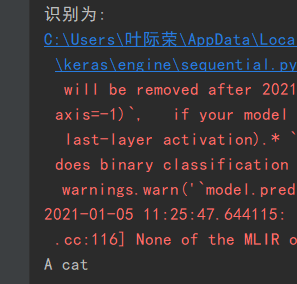 识别为:
C:\Users\叶际荣\AppData\Loca
\keras\engine\sequential.py
will be removed after 2021
axis=-1)`,   if your model
last-layer activation).* `
does binary classification
warnings.warn('`model.pred
2021-01-05 11:25:47.644115:
.cc:116] None of the MLIR o
A cat